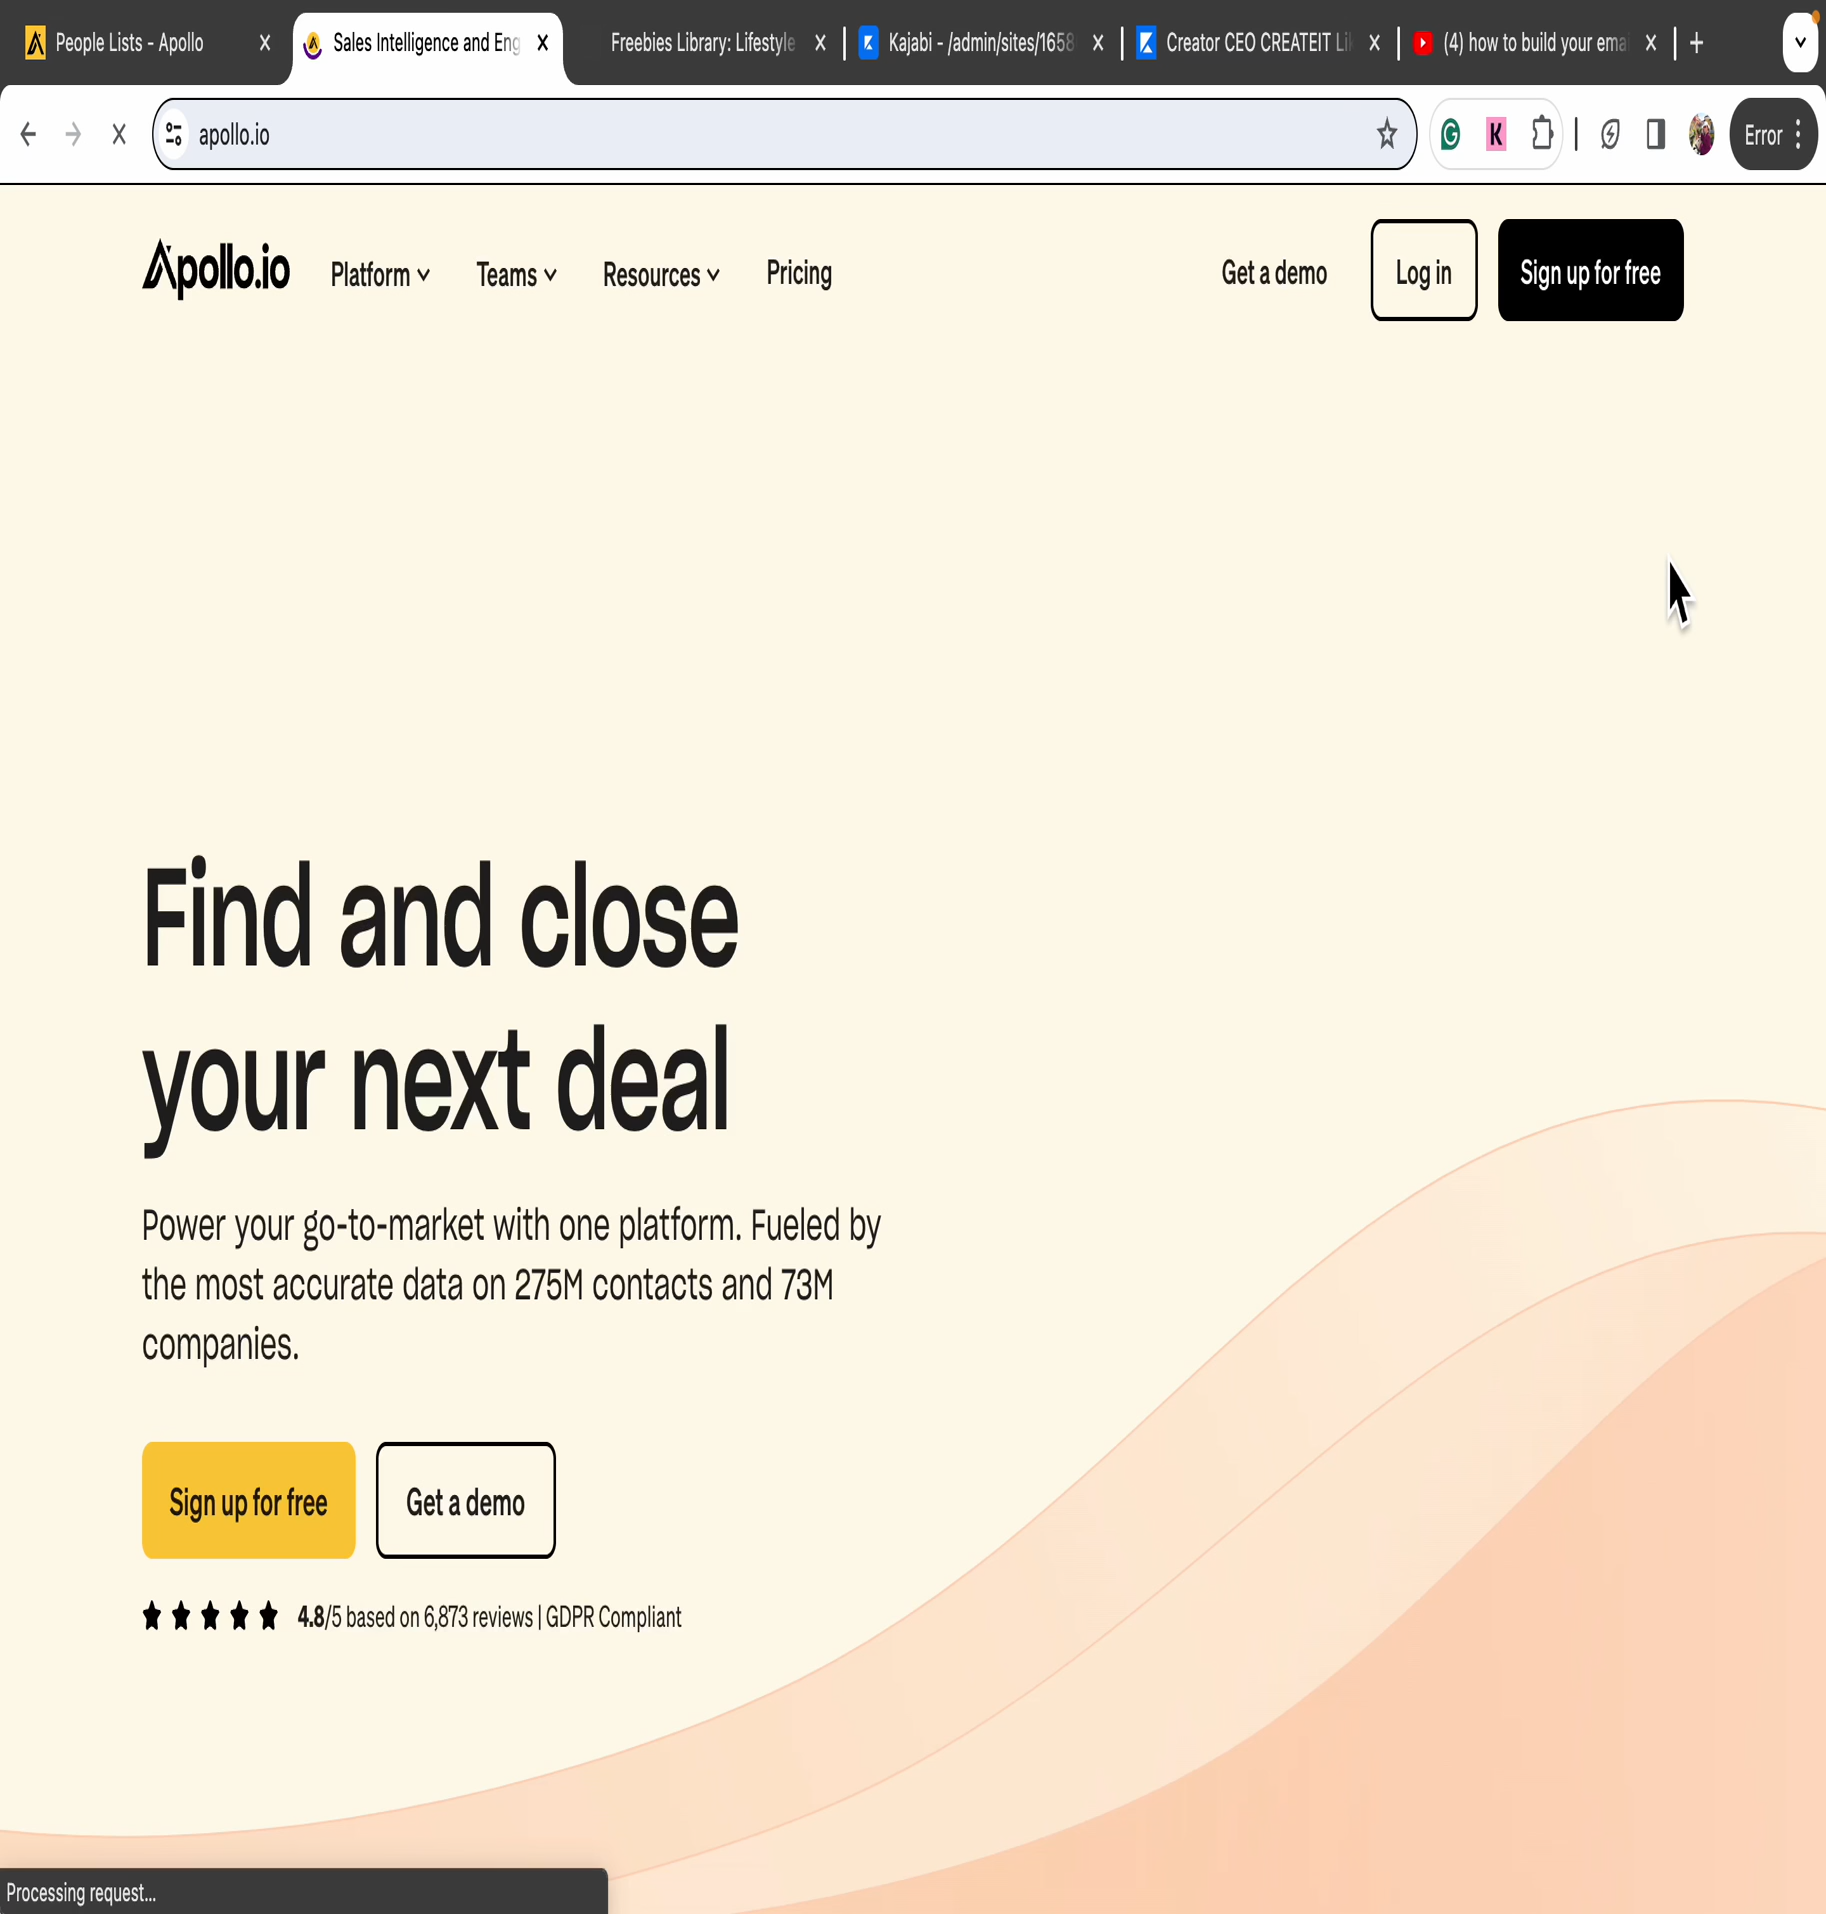 People Lists - Apollo
Sales Intelligence and Eng
Freebies Library: Lifestyle
Kajabi - /admin/sites/1658
Creator CEO CREATEIT Li
(4) how to build your ema
apollo.io
Error
Apollo.io
Platform
Teams
Resources
Pricing
Get a demo
Log in
Sign up for free
Find and close
your next deal
Power your go-to-market with one platform. Fueled by
the most accurate data on 275M contacts and 73M
companies.
Sign up for free
Get a demo
4.8/5 based on 6,873 reviews | GDPR Compliant
Processing request...